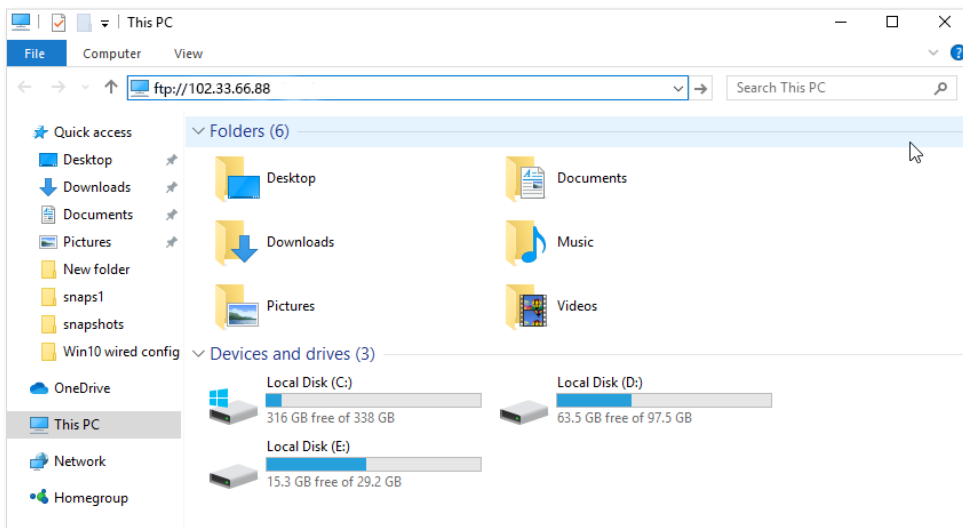 This PC
File Computer View
ftp://102.33.66.88
Search This PC
Quick access
Desktop
Downloads
Documents
Pictures
New folder
snaps1
snapshots
Win10 wired config
OneDrive
This PC
Network
Homegroup
Folders (6)
Desktop Documents
Downloads Music
Pictures Videos
Devices and drives (3)
Local Disk (C:) Local Disk (D:)
316 GB free of 338 GB 63.5 GB free of 97.5 GB
Local Disk (E:)
15.3 GB free of 29.2 GB